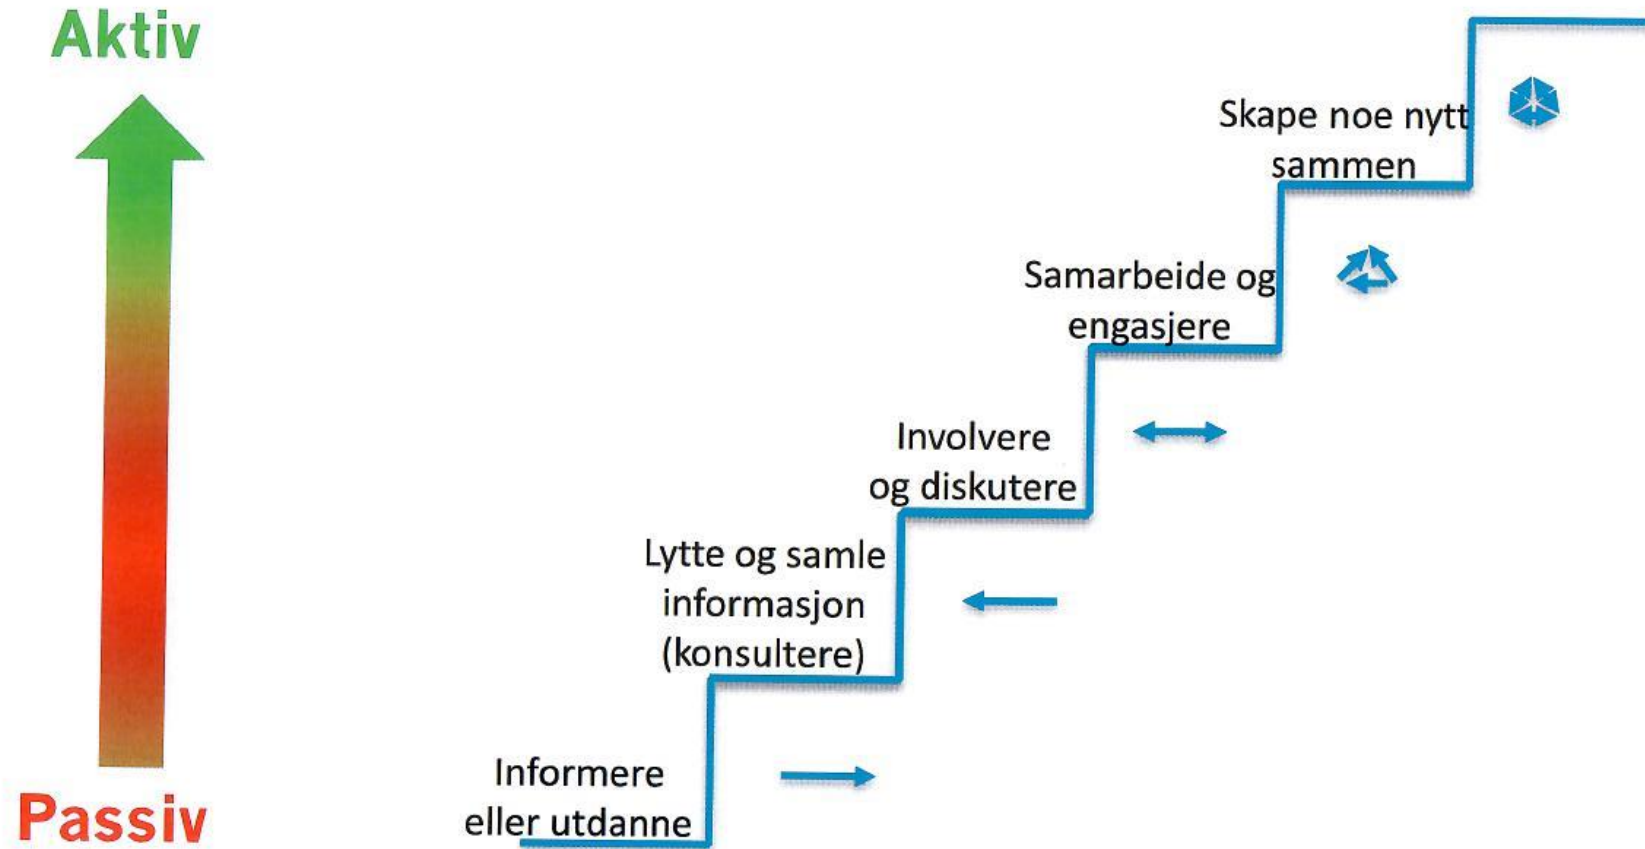 Aktiv
Skape noe nytt
sammen
Samarbeide og
engasjere
Involvere
og diskutere
Lytte og samle
informasjon
(konsultere)
Informere
eller utdanne
Passiv